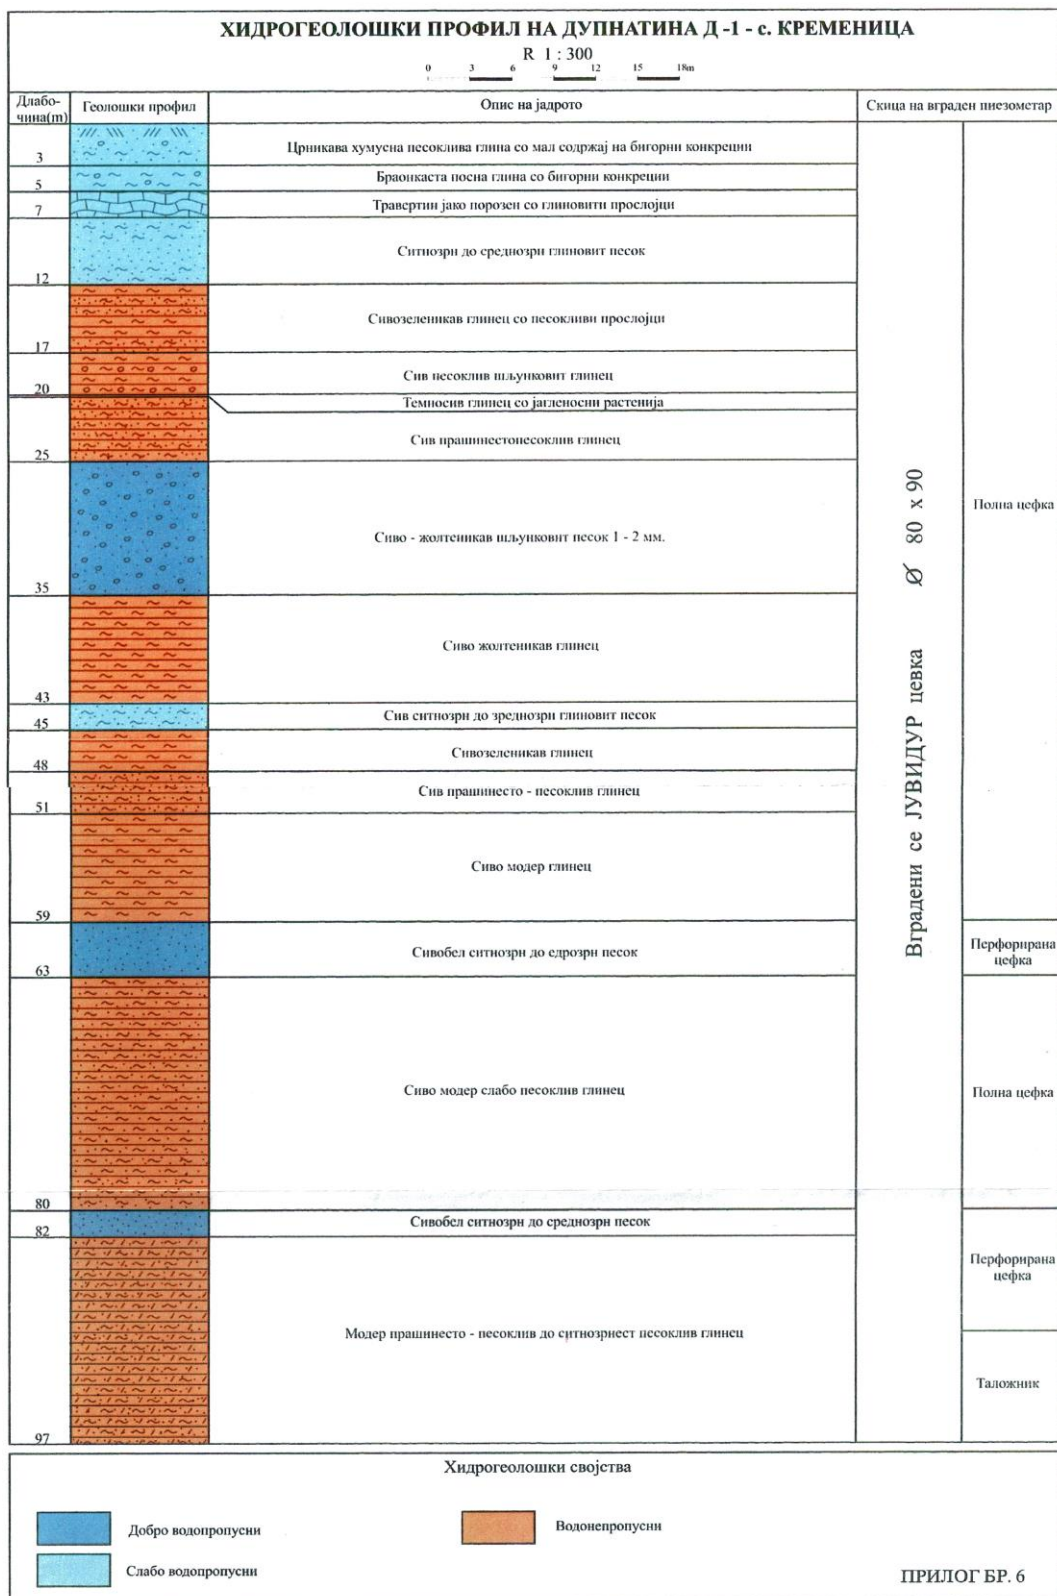 ХИДРОГЕОЛОШКИ ПРОФИЛ НА ДУПНАТИНА Д -1 - с. КРЕМЕНИЦА
R 1 : 300
0 3 6 9 12 15 18m
Длабо-
чина(m)
Геолошки профил
Опис на јадрото
Скица на вграден пиезометар
Црникава хумусна песоклива глина со мал содржај на бигорни конкреции
3
Браонкаста посна глина со бигорни конкреции
5
Травертин јако порозен со глиновити прослојци
7
Ситнозрн до среднозрн глиновит песок
12
Сивозеленикав глинец со песокливи прослојци
17
Сив песоклив шљунковит глинец
20
Темносив глинец со јагленосни растенија
Сив прашинестопесоклив глинец
25
Сиво - жолтеникав шљунковит песок 1 - 2 мм.
35
Сиво жолтеникав глинец
43
Сив ситнозрн до зреднозрн глиновит песок
45
Сивозеленикав глинец
48
Сив прашинесто - песоклив глинец
51
Сиво модер глинец
59
Сивобел ситнозрн до едрозрн песок
63
Сиво модер слабо песоклив глинец
80
Сивобел ситнозрн до среднозрн песок
82
Модер прашинесто - песоклив до ситнозрнест песоклив глинец
97
Вградени се ЈУВИДУР цевка Ø 80 x 90
Полна цефка
Перфорирана
цефка
Полна цефка
Перфорирана
цефка
Таложник
Хидрогеолошки својства
Добро водопропусни
Водонепропусни
Слабо водопропусни
ПРИЛОГ БР. 6